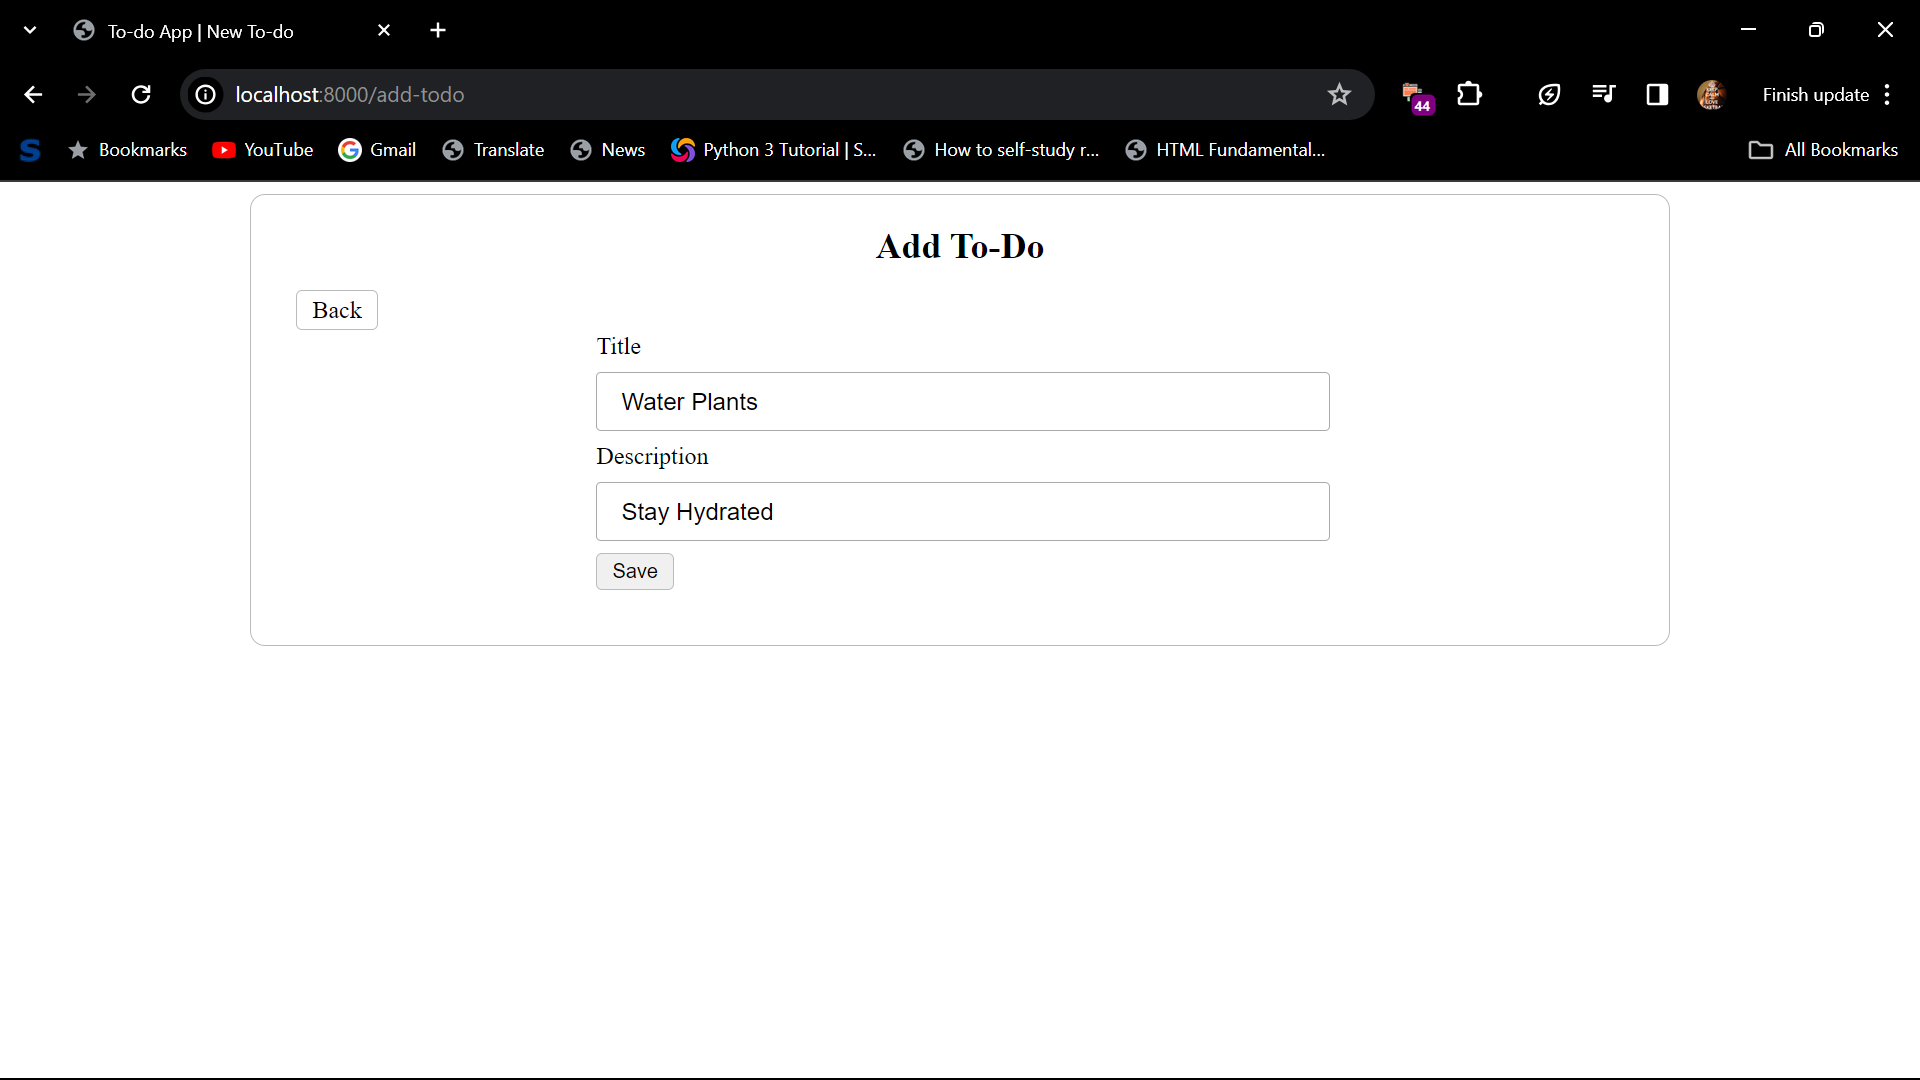 To-do App | New To-do
localhost:8000/add-todo
44
Finish update
S
Bookmarks
YouTube
Gmail
Translate
News
Python 3 Tutorial | S...
How to self-study r...
HTML Fundamental...
All Bookmarks
Add To-Do
Back
Title
Water Plants
Description
Stay Hydrated
Save